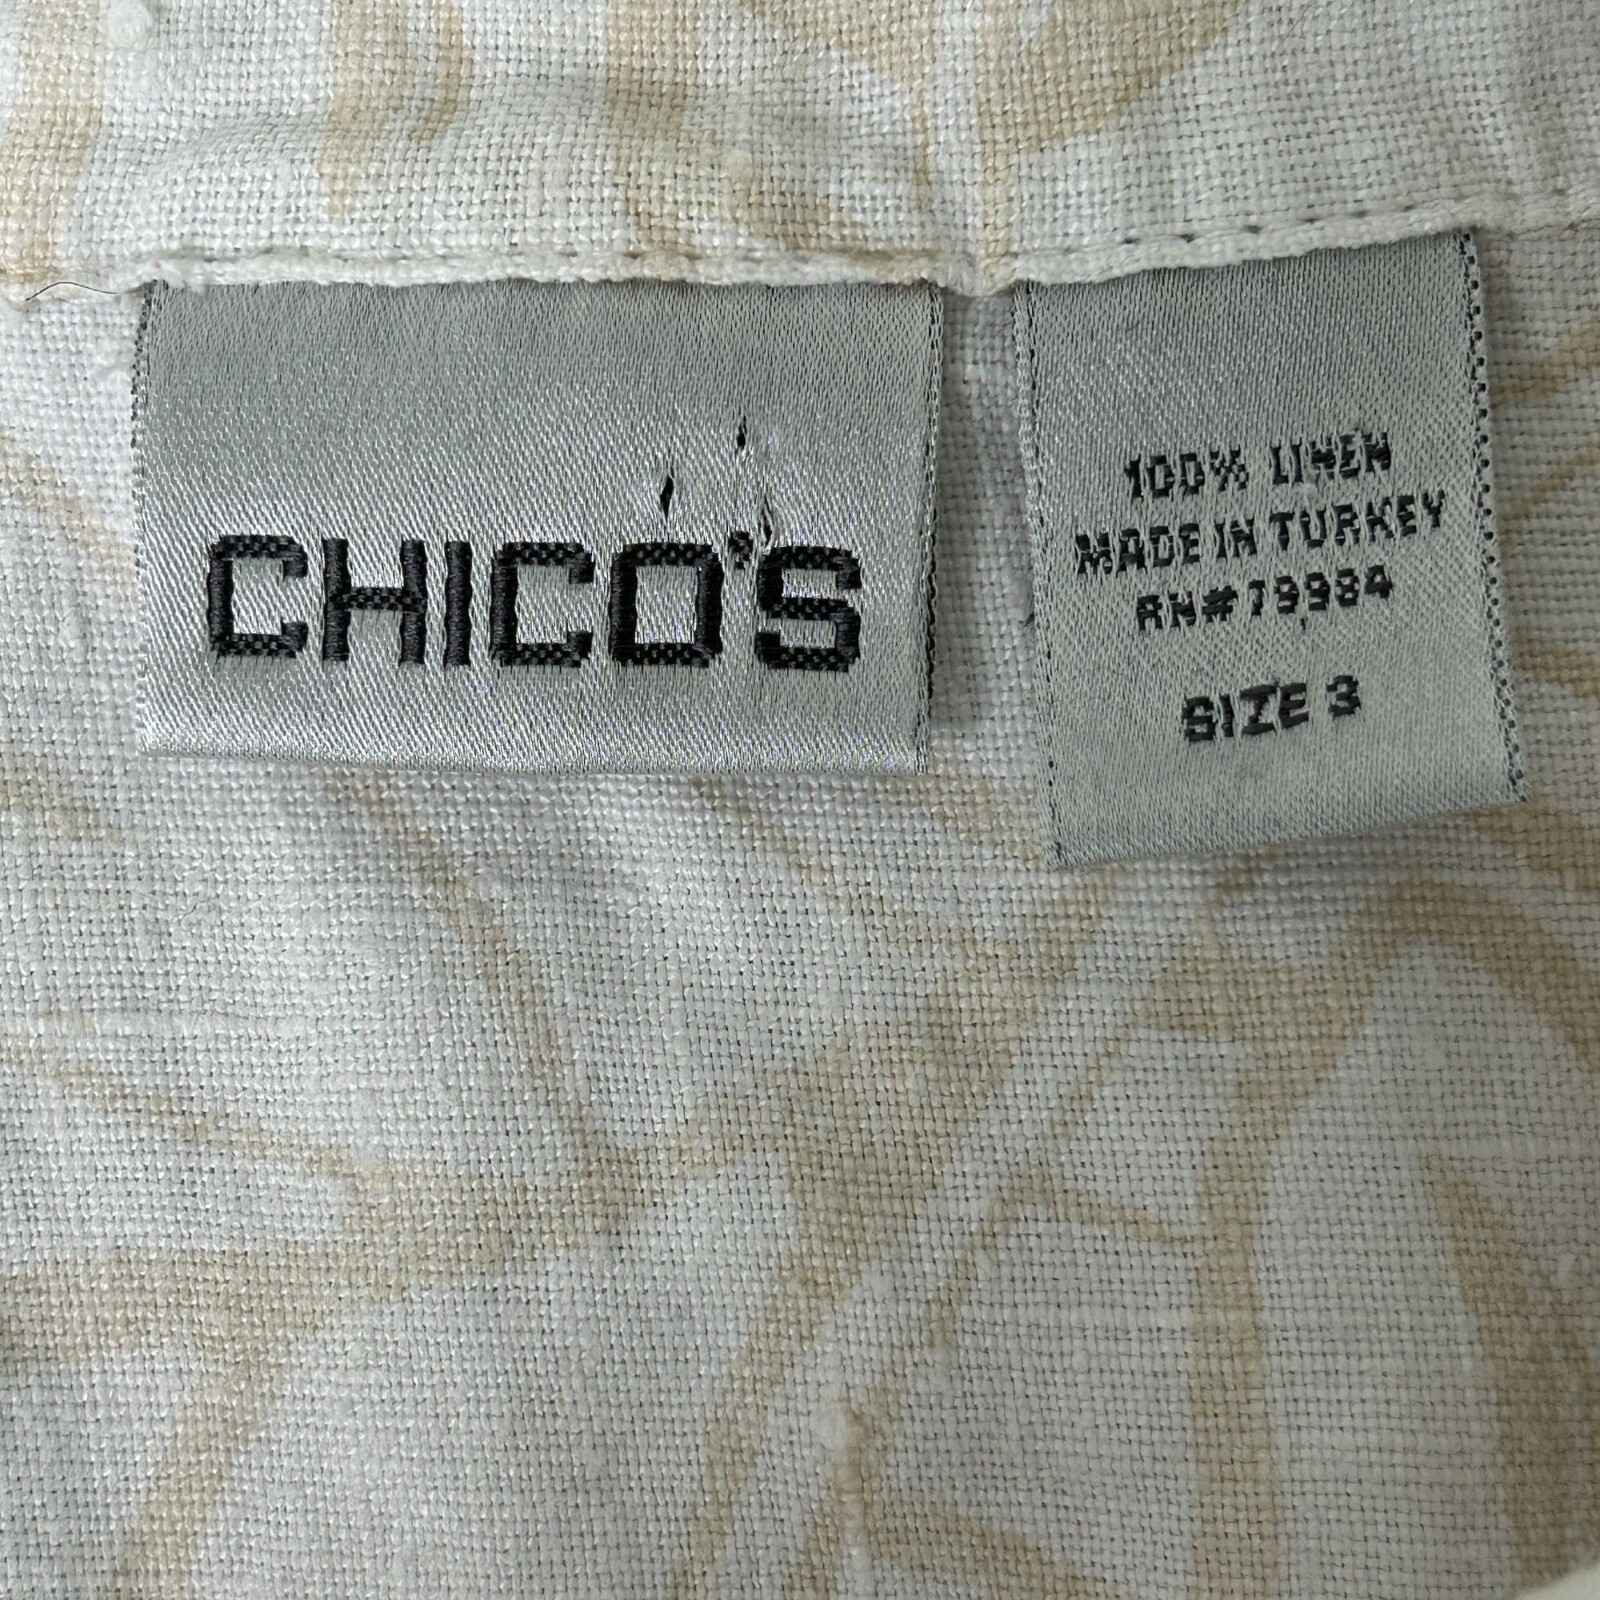 CHICO'S
100% LINEN
MADE IN TURKEY
RN#79984
SIZE 3